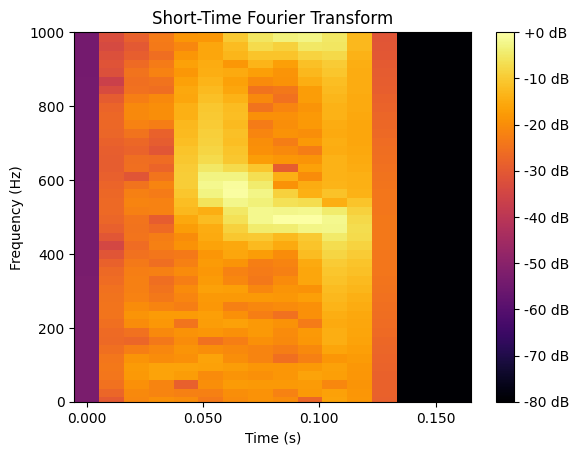 Short-Time Fourier Transform
1000
800
600
400
200
0
Frequency (Hz)
0.000
0.050
0.100
0.150
Time (s)
+0 dB
-10 dB
-20 dB
-30 dB
-40 dB
-50 dB
-60 dB
-70 dB
-80 dB